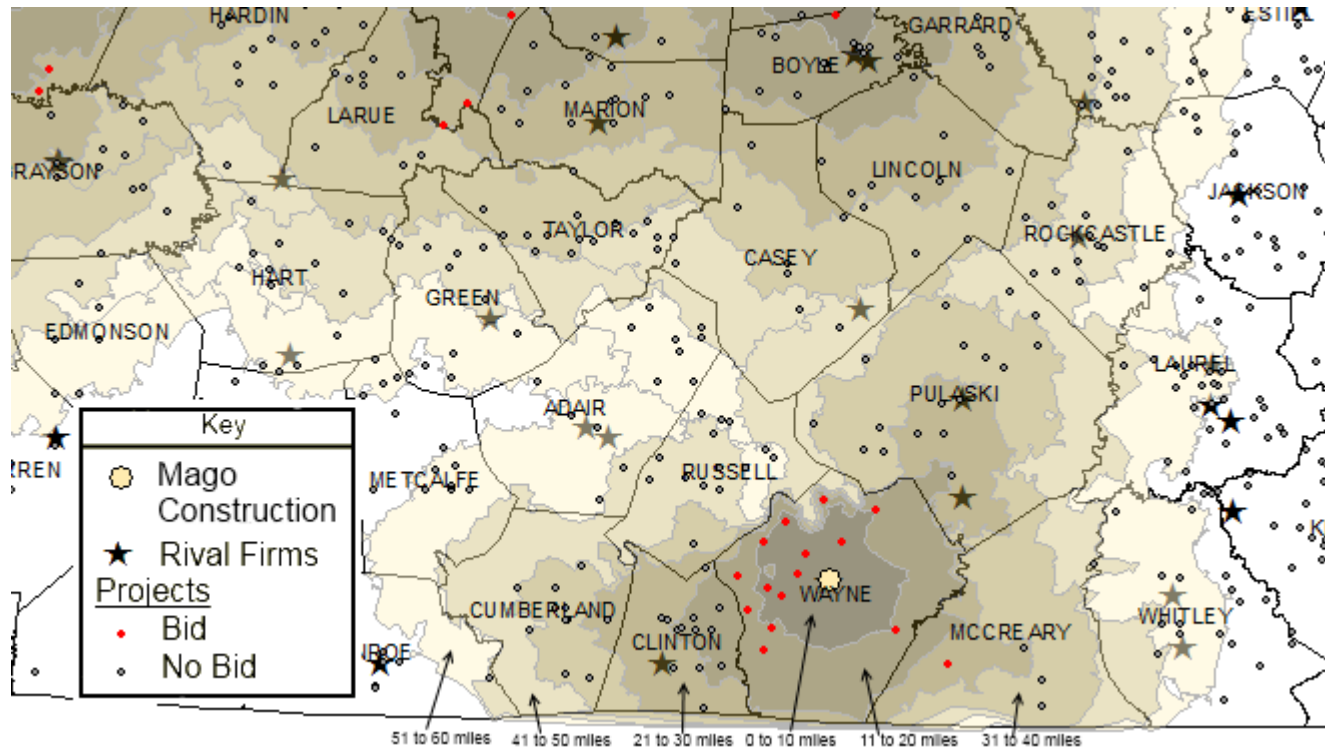 HARDIN
GARRARD
ESTILL
BOYLE
LARUE
MARION
GRAYSON
LINCOLN
JACKSON
TAYLOR
ROCKCASTLE
CASEY
HART
GREEN
EDMONSON
LAUREL
PULASKI
ADAIR
RREN
METCALFE
RUSSELL
Key
Mago
Construction
Rival Firms
Projects
Bid
No Bid
WAYNE
CUMBERLAND
WHITLEY
MCCREARY
CLINTON
NROE
51 to 60 miles
41 to 50 miles
21 to 30 miles
0 to 10 miles
11 to 20 miles
31 to 40 miles